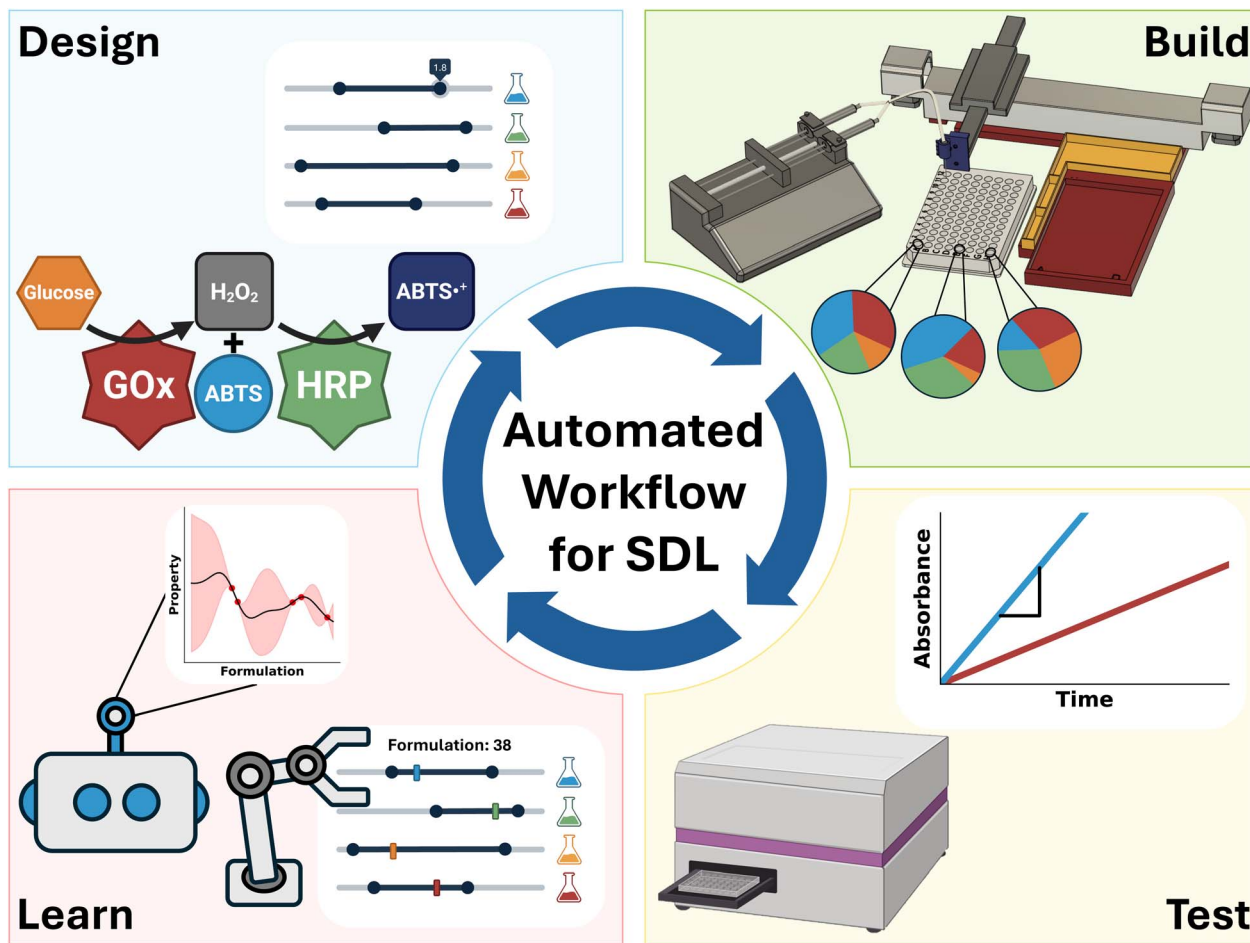 Design
1.8
Glucose
H₂O₂
ABTS•⁺
+
GOx
ABTS
HRP
Build
Automated
Workflow
for SDL
Property
Formulation
Formulation: 38
Learn
Absorbance
Time
Test